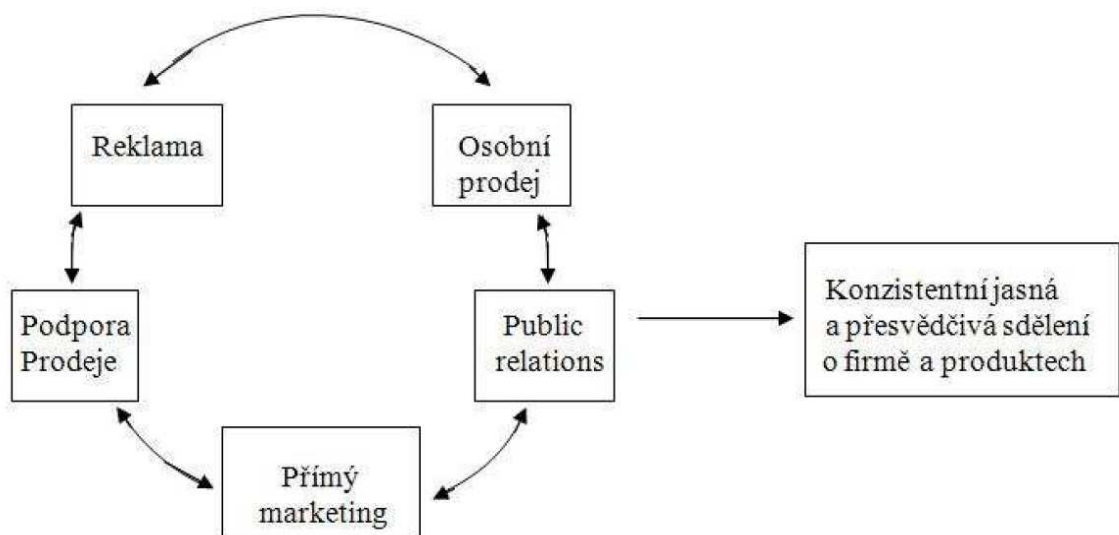 Reklama
Osobní
prodej
Podpora
Prodeje
Public
relations
Konzistentní jasná
a přesvědčivá sdělení
o firmě a produktech
Přímý
marketing